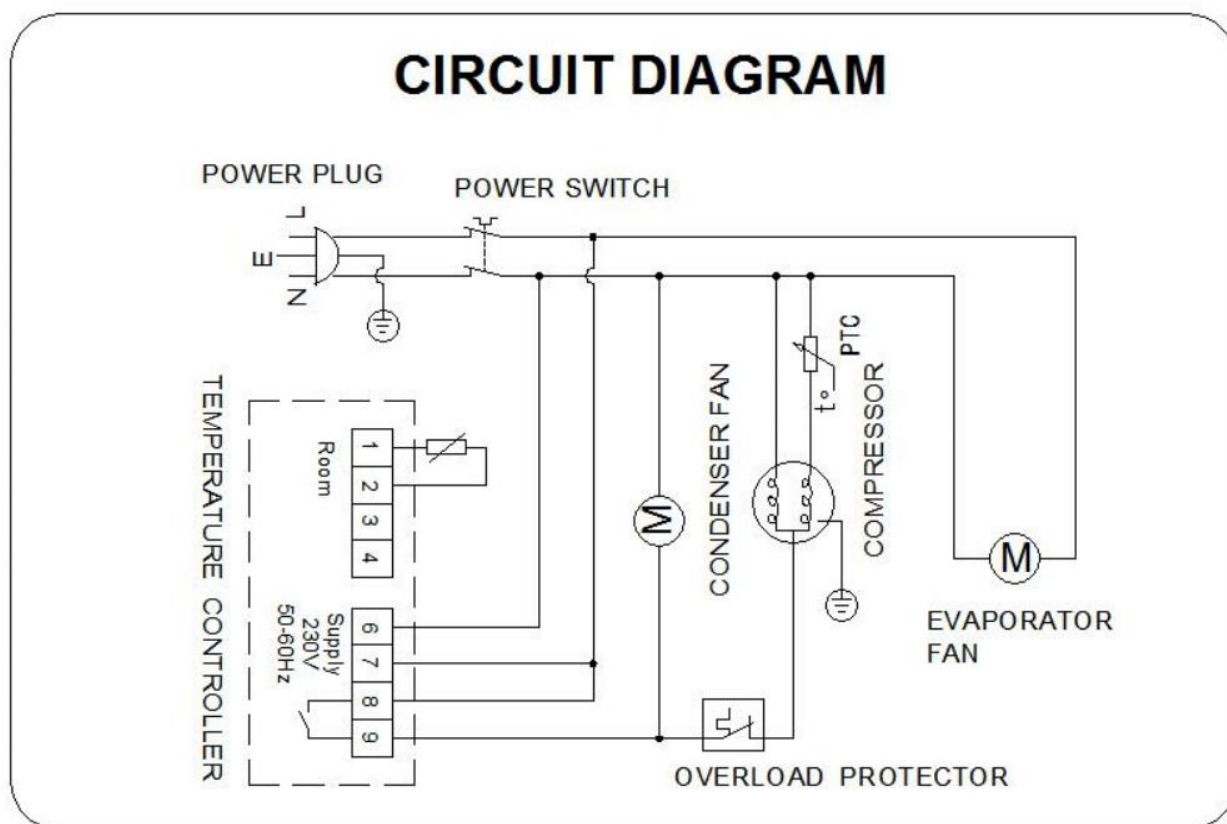 CIRCUIT DIAGRAM
POWER PLUG
POWER SWITCH
L
E
N
TEMPERATURE CONTROLLER
Room
1
2
3
4
Supply
230V
50-60Hz
6
7
8
9
M
CONDENSER FAN
PTC
t°
COMPRESSOR
M
EVAPORATOR
FAN
OVERLOAD PROTECTOR